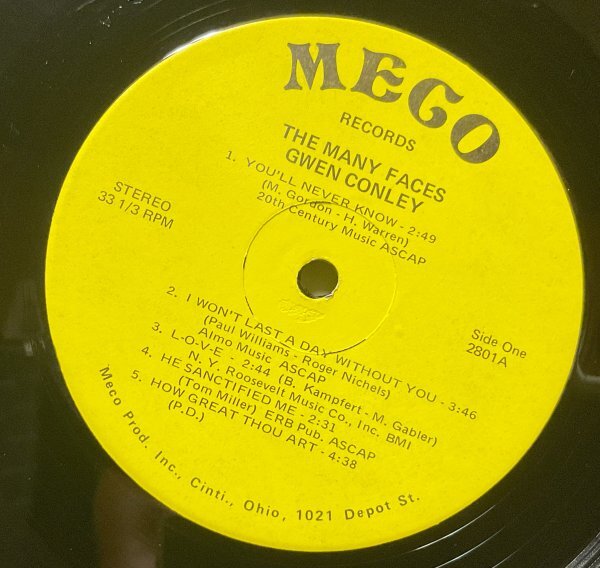 MECO
RECORDS
THE MANY FACES
GWEN CONLEY
1. YOU'LL NEVER KNOW - 2:49
(M. Gordon - H. Warren)
20th Century Music ASCAP
STEREO
33 1/3 RPM
Side One
2801A
2. I WON'T LAST A DAY WITHOUT YOU - 3:46
(Paul Williams - Roger Nichels)
Almo Music ASCAP
3. L-O-V-E - 2:44 (B. Kampfert - M. Gabler)
N. Y. Roosevelt Music Co., Inc. BMI
4. HE SANCTIFIED ME - 2:31
(Tom Miller) ERB Pub. ASCAP
5. HOW GREAT THOU ART - 4:38
(P.D.)
Meco Prod. Inc., Cinti., Ohio, 1021 Depot St.